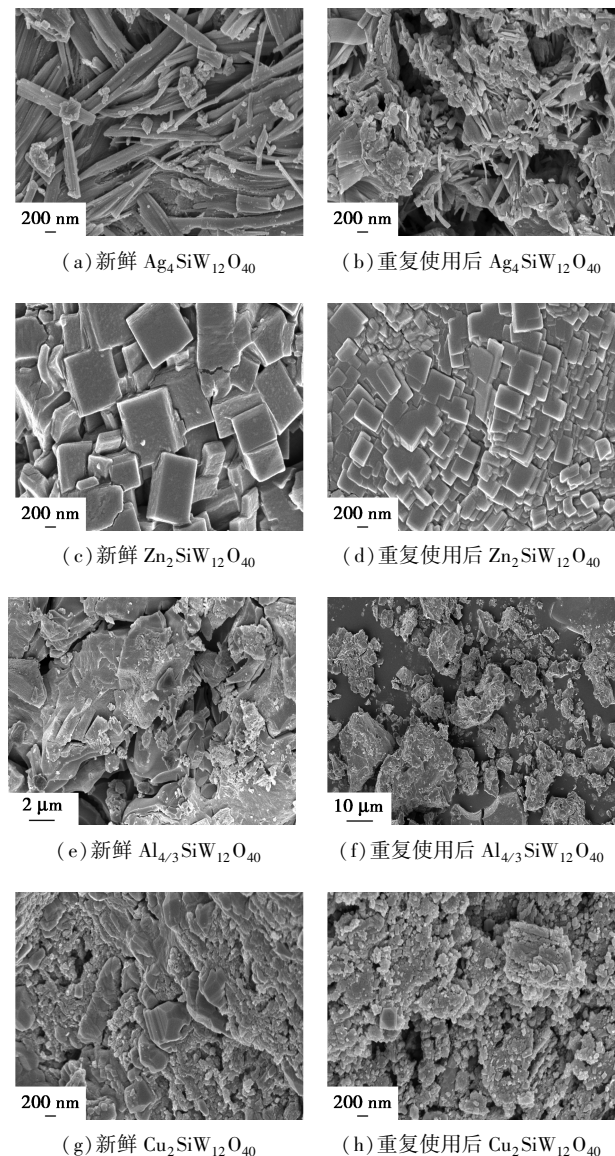 200 nm
200 nm
(a)新鲜 Ag₄SiW₁₂O₄₀
(b)重复使用后 Ag₄SiW₁₂O₄₀
200 nm
200 nm
(c)新鲜 Zn₂SiW₁₂O₄₀
(d)重复使用后 Zn₂SiW₁₂O₄₀
2 μm
10 μm
(e)新鲜 Al₄/₃SiW₁₂O₄₀
(f)重复使用后 Al₄/₃SiW₁₂O₄₀
200 nm
200 nm
(g)新鲜 Cu₂SiW₁₂O₄₀
(h)重复使用后 Cu₂SiW₁₂O₄₀